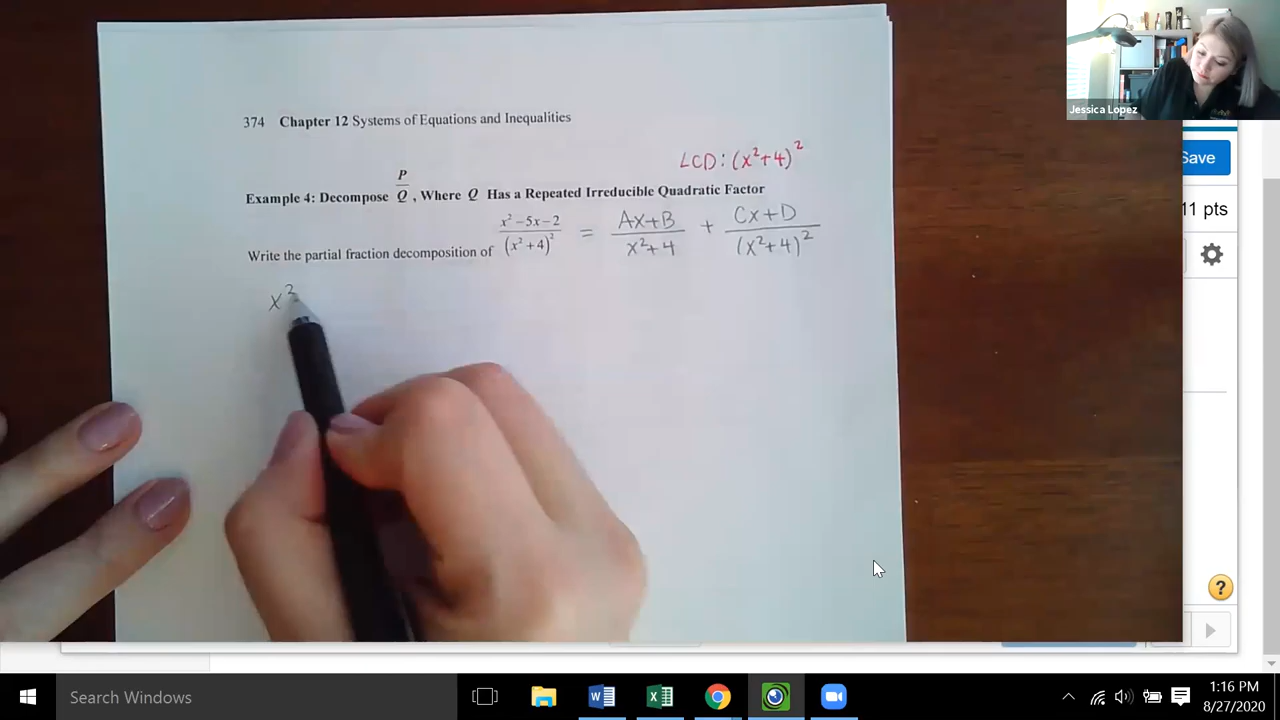 Jessica Lopez
374 Chapter 12 Systems of Equations and Inequalities
LCD: (x²+4)²
Example 4: Decompose P/Q, Where Q Has a Repeated Irreducible Quadratic Factor
Write the partial fraction decomposition of x²-5x-2/(x²+4)² = Ax+B/x²+4 + Cx+D/(x²+4)²
x²
Save
11 pts
?
Search Windows
1:16 PM
8/27/2020